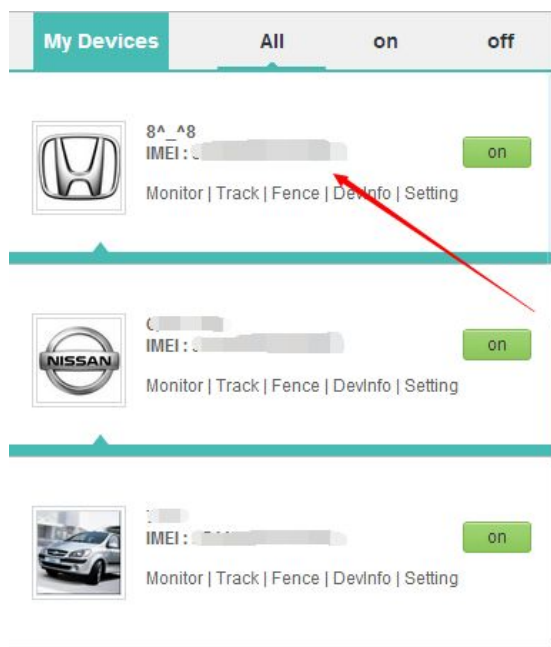 My Devices All on off
8^_^8
IMEI :
on
Monitor | Track | Fence | DevInfo | Setting
NISSAN
IMEI :
on
Monitor | Track | Fence | DevInfo | Setting
IMEI :
on
Monitor | Track | Fence | DevInfo | Setting